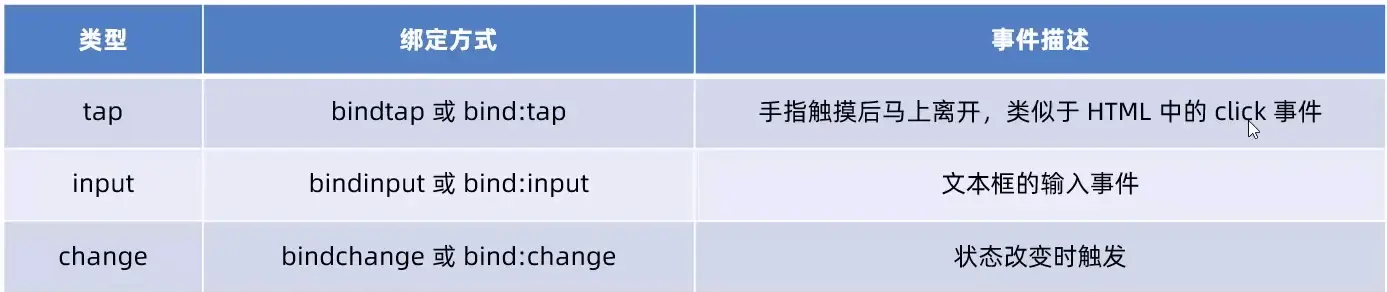 类型 绑定方式 事件描述
tap bindtap 或 bind:tap 手指触摸后马上离开，类似于 HTML 中的 click 事件
input bindinput 或 bind:input 文本框的输入事件
change bindchange 或 bind:change 状态改变时触发